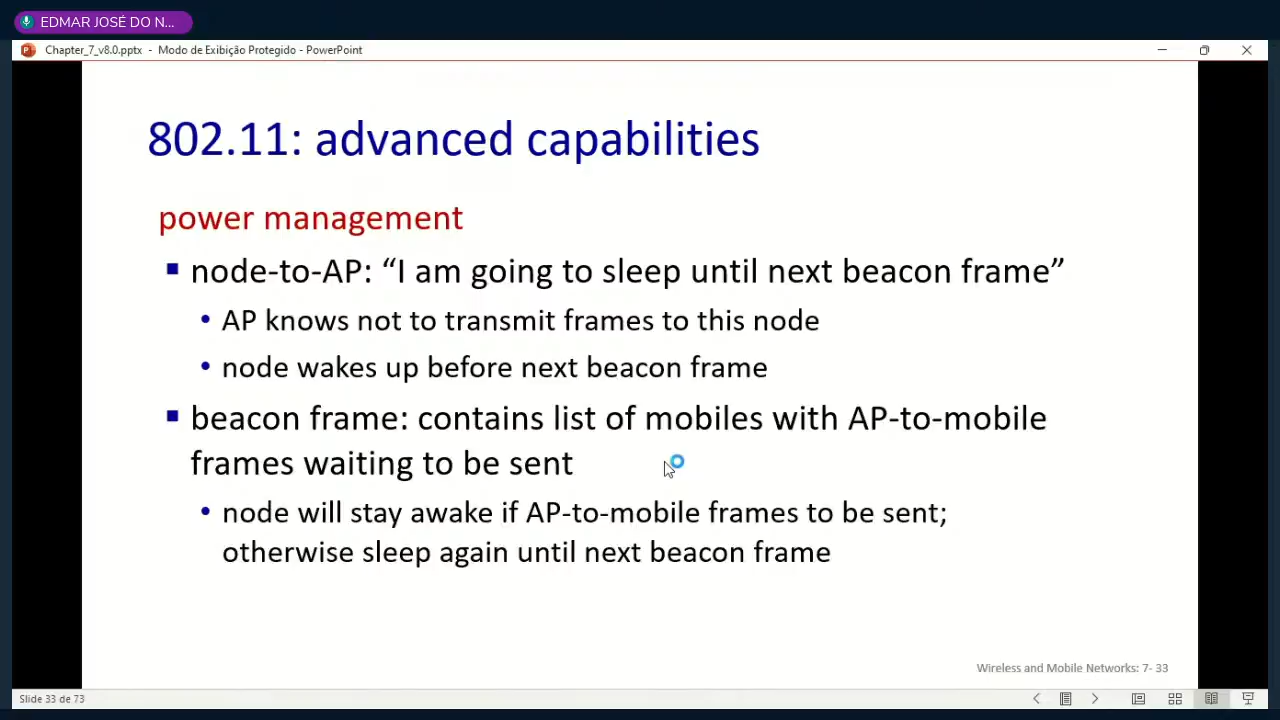 EDMAR JOSÉ DO N...
Chapter_7_v8.0.pptx - Modo de Exibição Protegido - PowerPoint
802.11: advanced capabilities
power management
node-to-AP: “I am going to sleep until next beacon frame”
• AP knows not to transmit frames to this node
• node wakes up before next beacon frame
beacon frame: contains list of mobiles with AP-to-mobile
frames waiting to be sent
• node will stay awake if AP-to-mobile frames to be sent;
otherwise sleep again until next beacon frame
Wireless and Mobile Networks: 7- 33
Slide 33 de 73